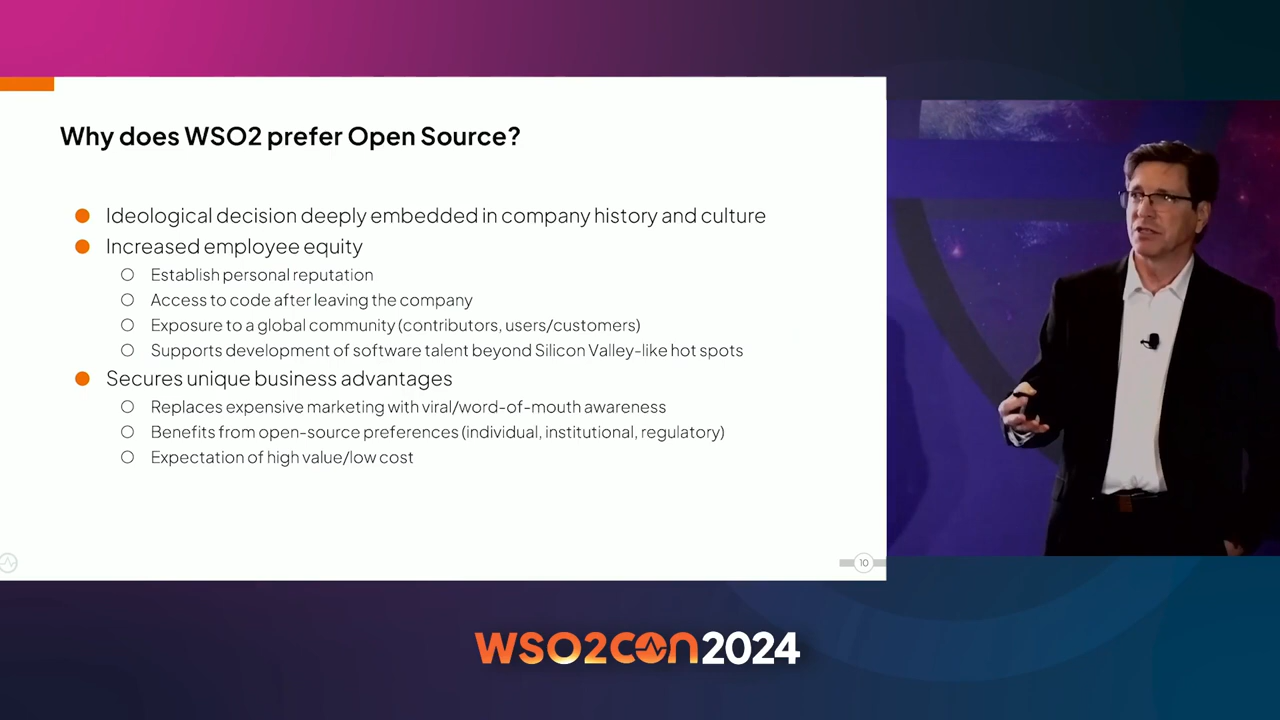 Why does WSO2 prefer Open Source?
Ideological decision deeply embedded in company history and culture
Increased employee equity
Establish personal reputation
Access to code after leaving the company
Exposure to a global community (contributors, users/customers)
Supports development of software talent beyond Silicon Valley-like hot spots
Secures unique business advantages
Replaces expensive marketing with viral/word-of-mouth awareness
Benefits from open-source preferences (individual, institutional, regulatory)
Expectation of high value/low cost
10
WSO2CON2024